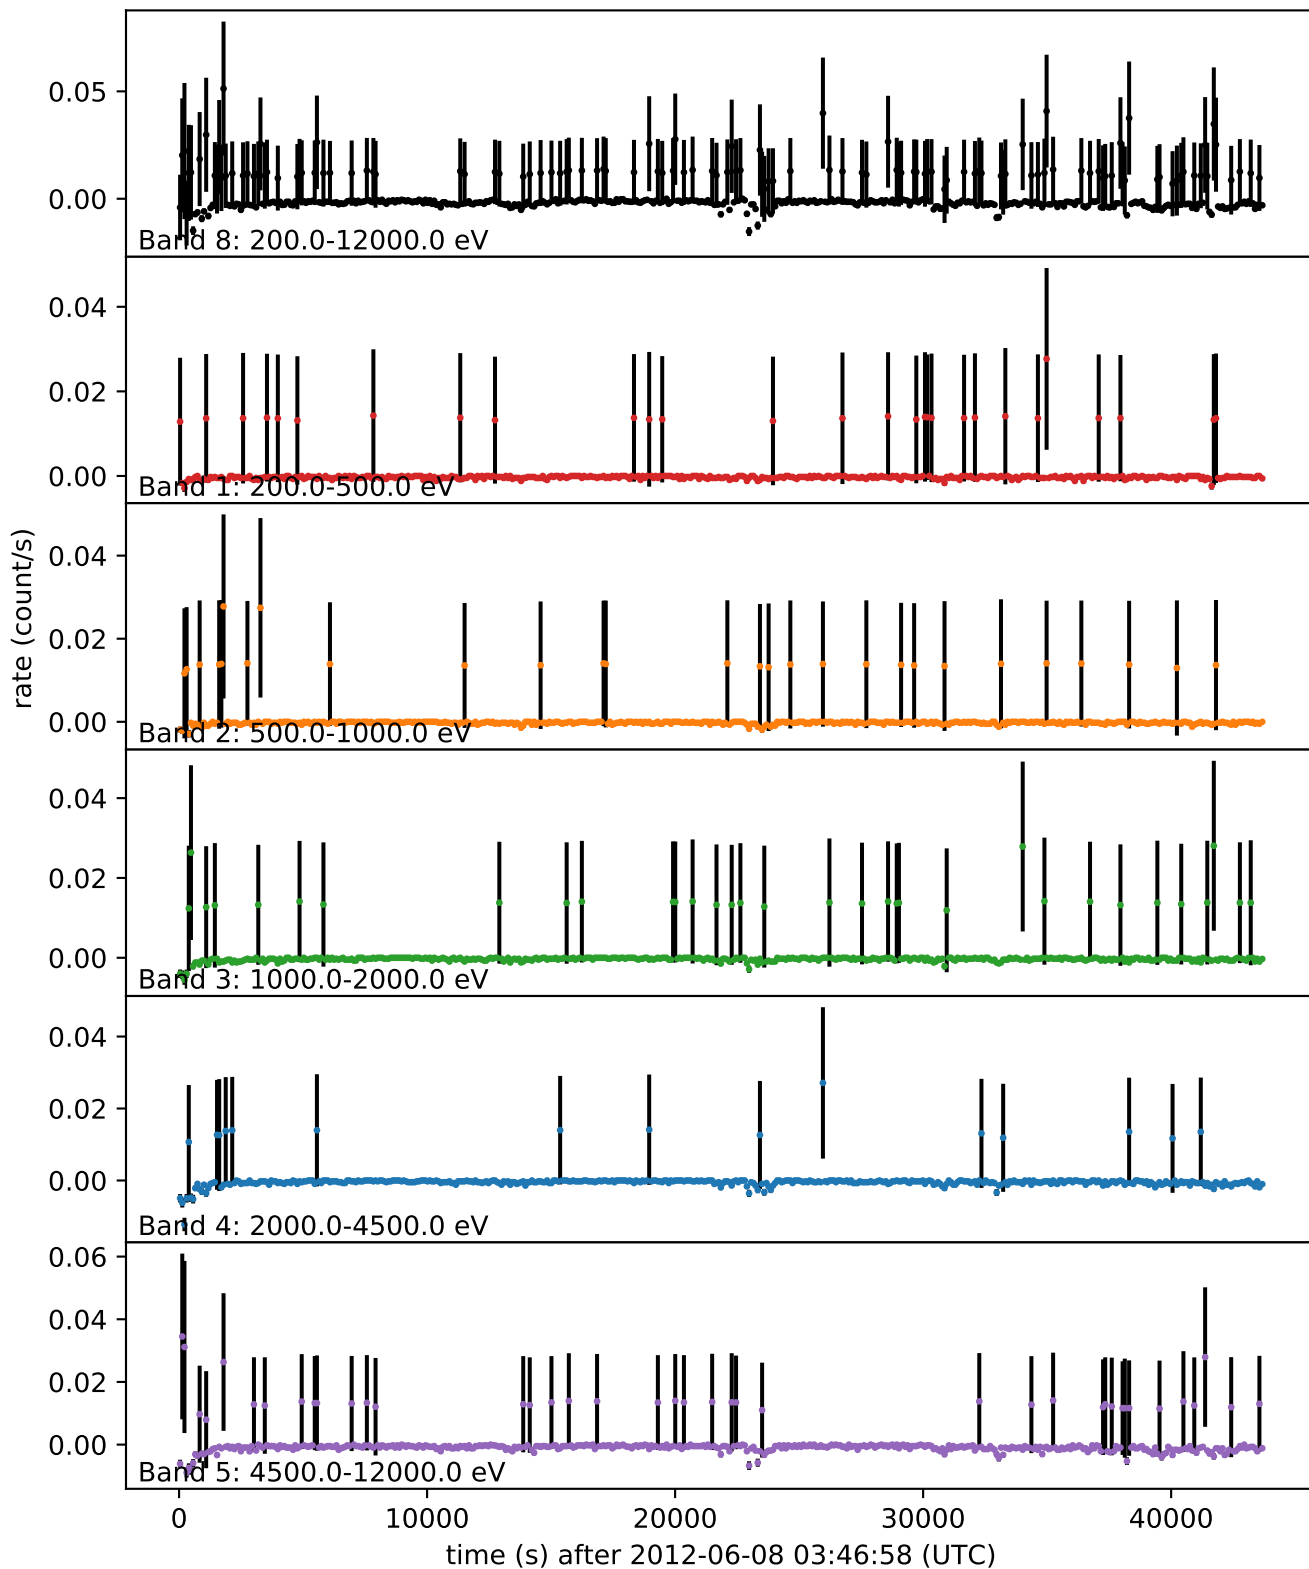 0.05
0.00
Band 8: 200.0-12000.0 eV
0.04
0.02
0.00
Band 1: 200.0-500.0 eV
0.04
0.02
0.00
Band 2: 500.0-1000.0 eV
rate (count/s)
0.04
0.02
0.00
Band 3: 1000.0-2000.0 eV
0.04
0.02
0.00
Band 4: 2000.0-4500.0 eV
0.06
0.04
0.02
0.00
Band 5: 4500.0-12000.0 eV
0 10000 20000 30000 40000
time (s) after 2012-06-08 03:46:58 (UTC)